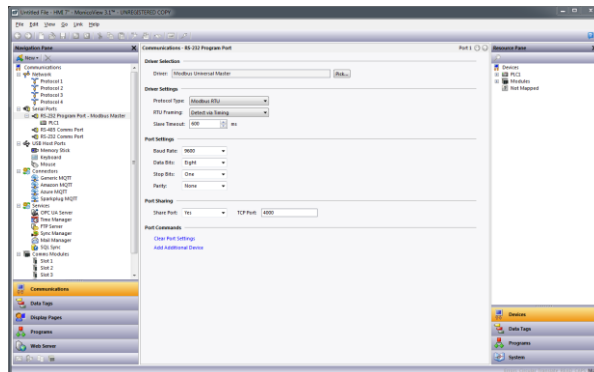 Untitled File - HMI 7" - MonicoView 3.1™ - UNREGISTERED COPY
File Edit View Go Link Help
Navigation Pane
Communications - RS-232 Program Port
Port 1
Resource Pane
New
Communications
Network
Protocol 1
Protocol 2
Protocol 3
Protocol 4
Serial Ports
RS-232 Program Port - Modbus Master
PLC1
RS-485 Comms Port
RS-232 Comms Port
USB Host Ports
Memory Stick
Keyboard
Mouse
Connectors
Generic MQTT
Amazon MQTT
Azure MQTT
Sparkplug MQTT
Services
OPC UA Server
Time Manager
FTP Server
Sync Manager
Mail Manager
SQL Sync
Comms Modules
Slot 1
Slot 2
Slot 3
Communications
Data Tags
Display Pages
Programs
Web Server
Driver Selection
Driver: Modbus Universal Master
Pick...
Driver Settings
Protocol Type: Modbus RTU
RTU Framing: Detect via Timing
Slave Timeout: 600 ms
Port Settings
Baud Rate: 9600
Data Bits: Eight
Stop Bits: One
Parity: None
Port Sharing
Share Port: Yes TCP Port: 4000
Port Commands
Clear Port Settings
Add Additional Device
Devices
PLC1
Modules
Not Mapped
Devices
Data Tags
Programs
System